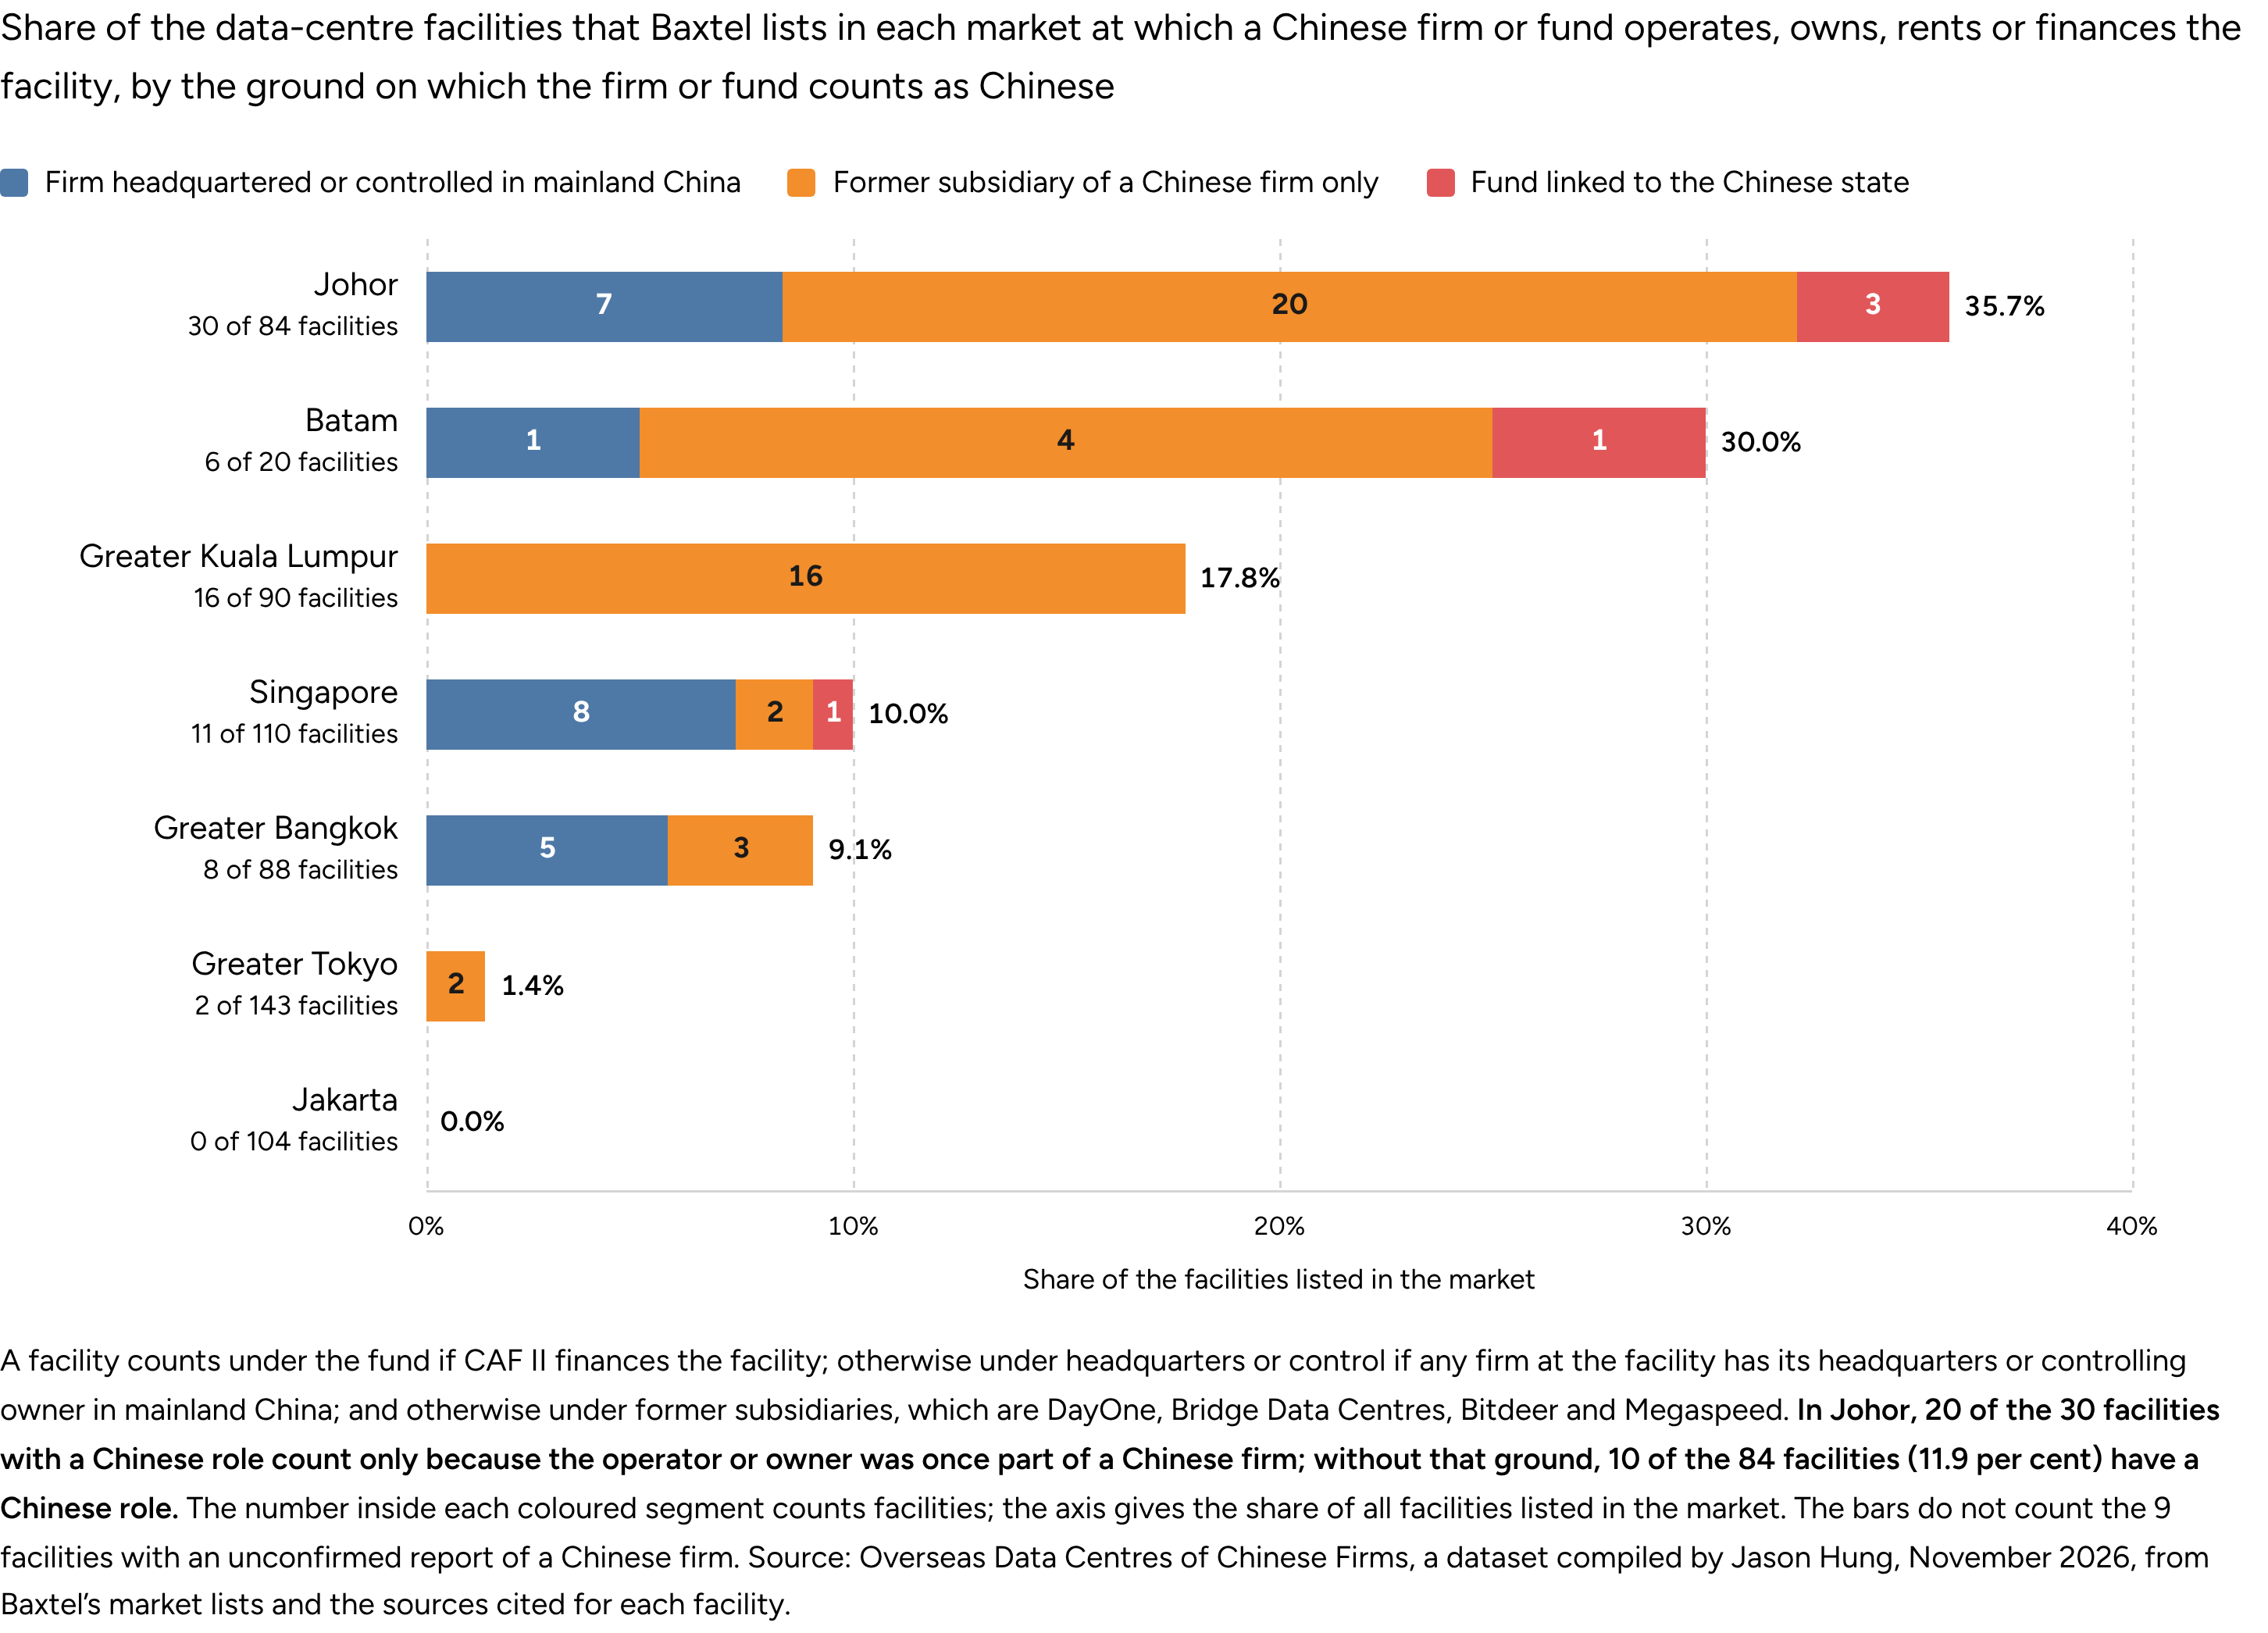 Share of the data-centre facilities that Baxtel lists in each market at which a Chinese firm or fund operates, owns, rents or finances the
facility, by the ground on which the firm or fund counts as Chinese
Firm headquartered or controlled in mainland China
Former subsidiary of a Chinese firm only
Fund linked to the Chinese state
Johor
30 of 84 facilities
7
20
3
35.7%
Batam
6 of 20 facilities
1
4
1
30.0%
Greater Kuala Lumpur
16 of 90 facilities
16
17.8%
Singapore
11 of 110 facilities
8
2
1
10.0%
Greater Bangkok
8 of 88 facilities
5
3
9.1%
Greater Tokyo
2 of 143 facilities
2
1.4%
Jakarta
0 of 104 facilities
0.0%
0%
10%
20%
30%
40%
Share of the facilities listed in the market
A facility counts under the fund if CAF II finances the facility; otherwise under headquarters or control if any firm at the facility has its headquarters or controlling
owner in mainland China; and otherwise under former subsidiaries, which are DayOne, Bridge Data Centres, Bitdeer and Megaspeed. In Johor, 20 of the 30 facilities
with a Chinese role count only because the operator or owner was once part of a Chinese firm; without that ground, 10 of the 84 facilities (11.9 per cent) have a
Chinese role. The number inside each coloured segment counts facilities; the axis gives the share of all facilities listed in the market. The bars do not count the 9
facilities with an unconfirmed report of a Chinese firm. Source: Overseas Data Centres of Chinese Firms, a dataset compiled by Jason Hung, November 2026, from
Baxtel’s market lists and the sources cited for each facility.